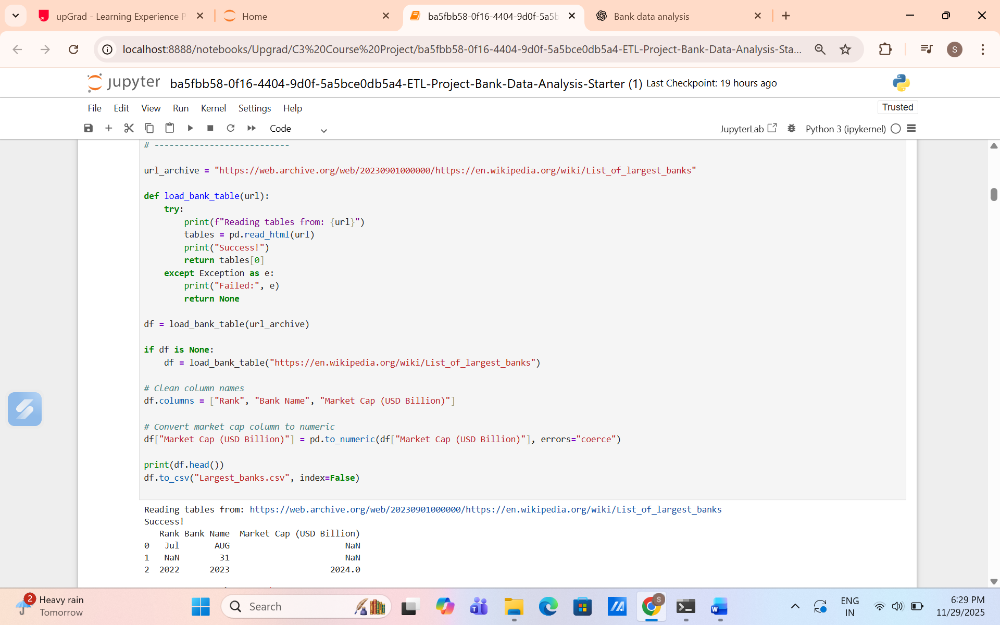 upGrad - Learning Experience P
Home
ba5fbb58-0f16-4404-9d0f-5a5b
Bank data analysis
localhost:8888/notebooks/Upgrad/C3%20Course%20Project/ba5fbb58-0f16-4404-9d0f-5a5bce0db5a4-ETL-Project-Bank-Data-Analysis-Sta...
S
jupyter ba5fbb58-0f16-4404-9d0f-5a5bce0db5a4-ETL-Project-Bank-Data-Analysis-Starter (1) Last Checkpoint: 19 hours ago
File Edit View Run Kernel Settings Help
Trusted
Code
JupyterLab
Python 3 (ipykernel)
# ---------------------------
url_archive = "https://web.archive.org/web/20230901000000/https://en.wikipedia.org/wiki/List_of_largest_banks"
def load_bank_table(url):
    try:
        print(f"Reading tables from: {url}")
        tables = pd.read_html(url)
        print("Success!")
        return tables[0]
    except Exception as e:
        print("Failed:", e)
        return None
df = load_bank_table(url_archive)
if df is None:
    df = load_bank_table("https://en.wikipedia.org/wiki/List_of_largest_banks")
# Clean column names
df.columns = ["Rank", "Bank Name", "Market Cap (USD Billion)"]
# Convert market cap column to numeric
df["Market Cap (USD Billion)"] = pd.to_numeric(df["Market Cap (USD Billion)"], errors="coerce")
print(df.head())
df.to_csv("Largest_banks.csv", index=False)
Reading tables from: https://web.archive.org/web/20230901000000/https://en.wikipedia.org/wiki/List_of_largest_banks
Success!
   Rank Bank Name  Market Cap (USD Billion)
0   Jul       AUG                       NaN
1   NaN        31                       NaN
2  2022      2023                    2024.0
2
Heavy rain
Tomorrow
Search
S
ENG
IN
6:29 PM
11/29/2025